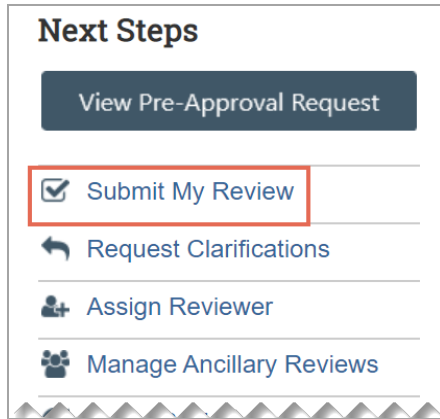 Next Steps
View Pre-Approval Request
Submit My Review
Request Clarifications
Assign Reviewer
Manage Ancillary Reviews